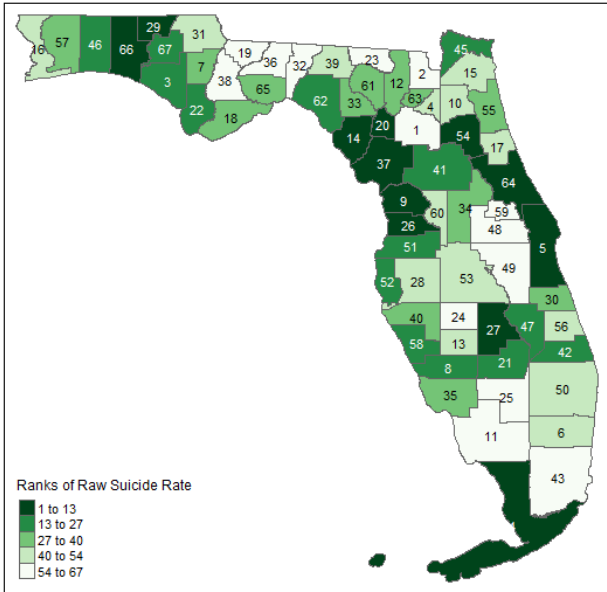 29
16 57 46 66 67 31
19 23 45
7 36 32 39 2 15
3 38 65 61 12
62 33 63 4 10 55
22 18 20 1
14 54 17
37 41 64
9 60 34 59
26 48
51 5
52 28 53 49
30
40 24 27 47 56
58 13 42
8 21
35 25 50
11 6
43
Ranks of Raw Suicide Rate
1 to 13
13 to 27
27 to 40
40 to 54
54 to 67